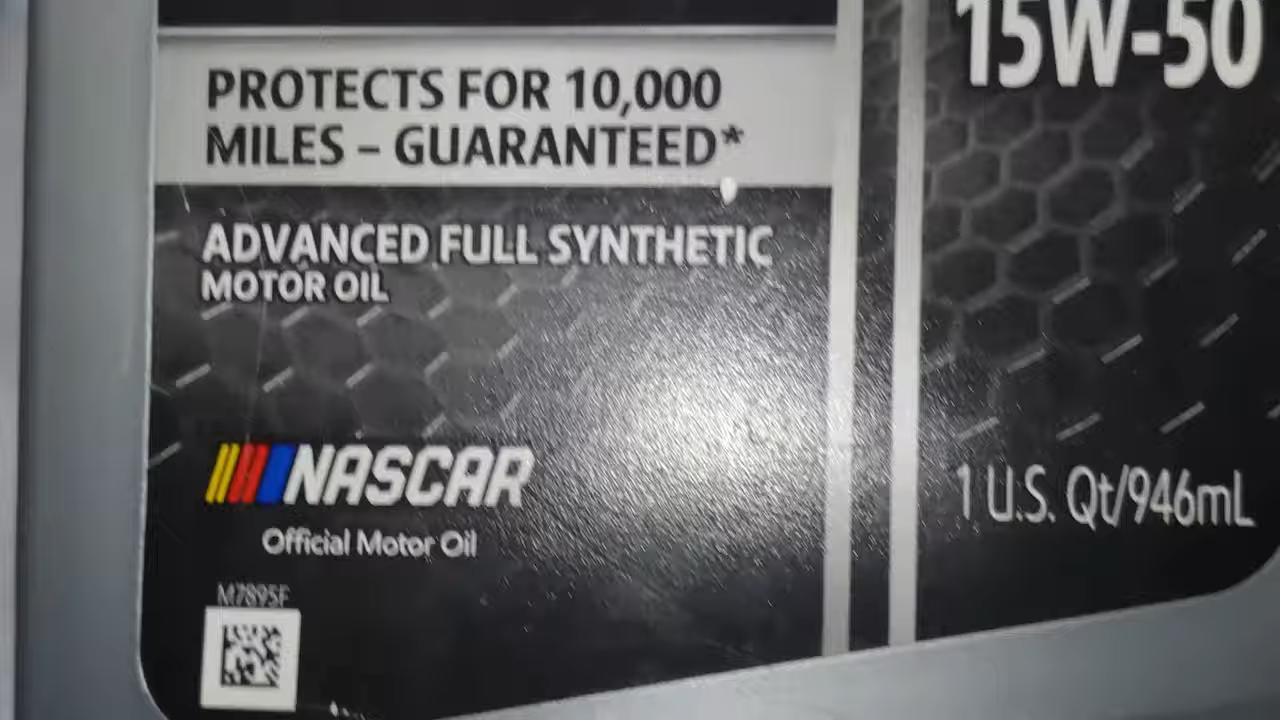 PROTECTS FOR 10,000
MILES – GUARANTEED*
ADVANCED FULL SYNTHETIC
MOTOR OIL
NASCAR
Official Motor Oil
M7895F
15W-50
1 U.S. Qt/946mL